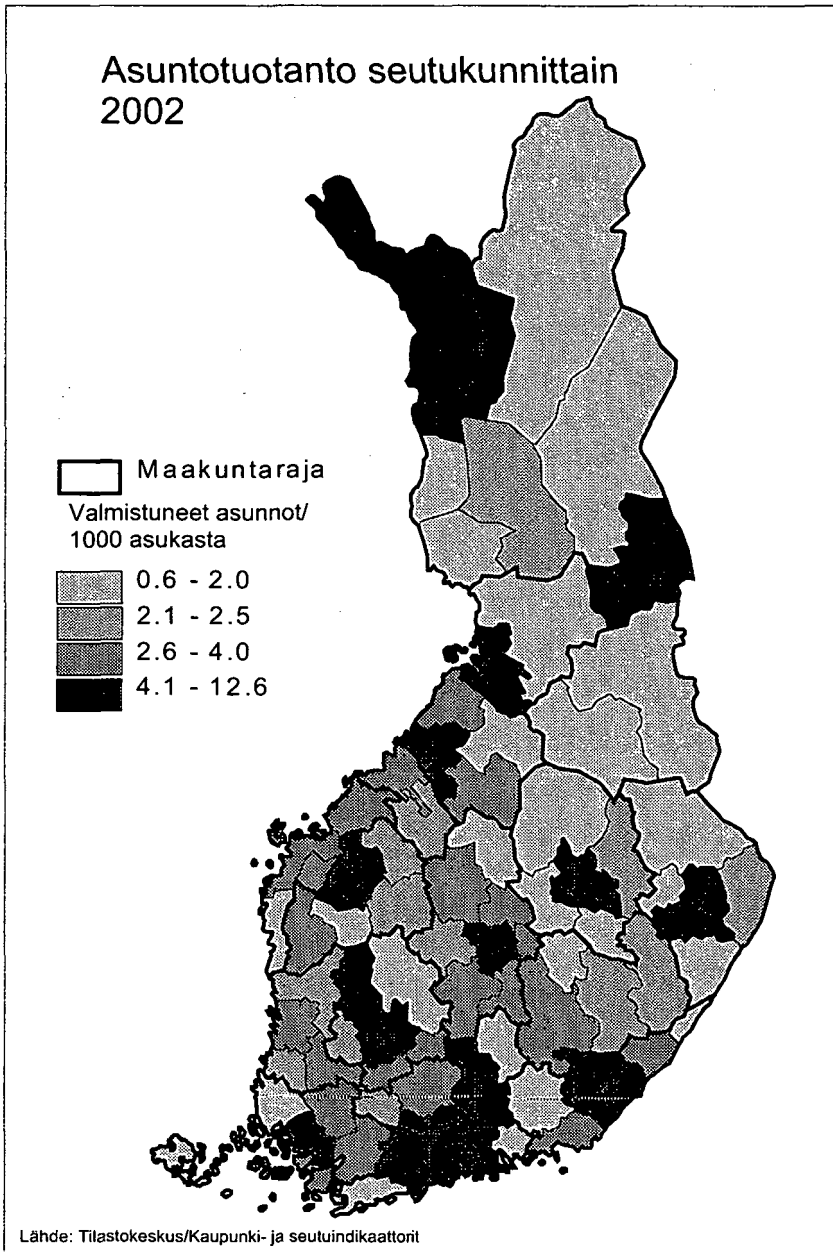 Asuntotuotanto seutukunnittain
2002
Maakuntaraja
Valmistuneet asunnot/
1000 asukasta
0.6 - 2.0
2.1 - 2.5
2.6 - 4.0
4.1 - 12.6
Lähde: Tilastokeskus/Kaupunki- ja seutuindikaattorit